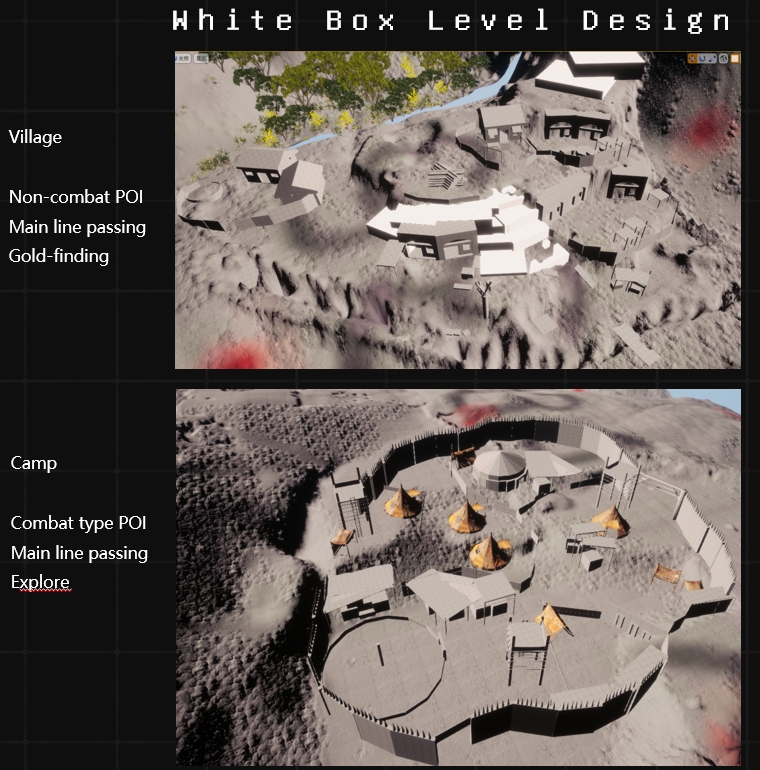 White Box Level Design
Village
Non-combat POI
Main line passing
Gold-finding
Camp
Combat type POI
Main line passing
Explore